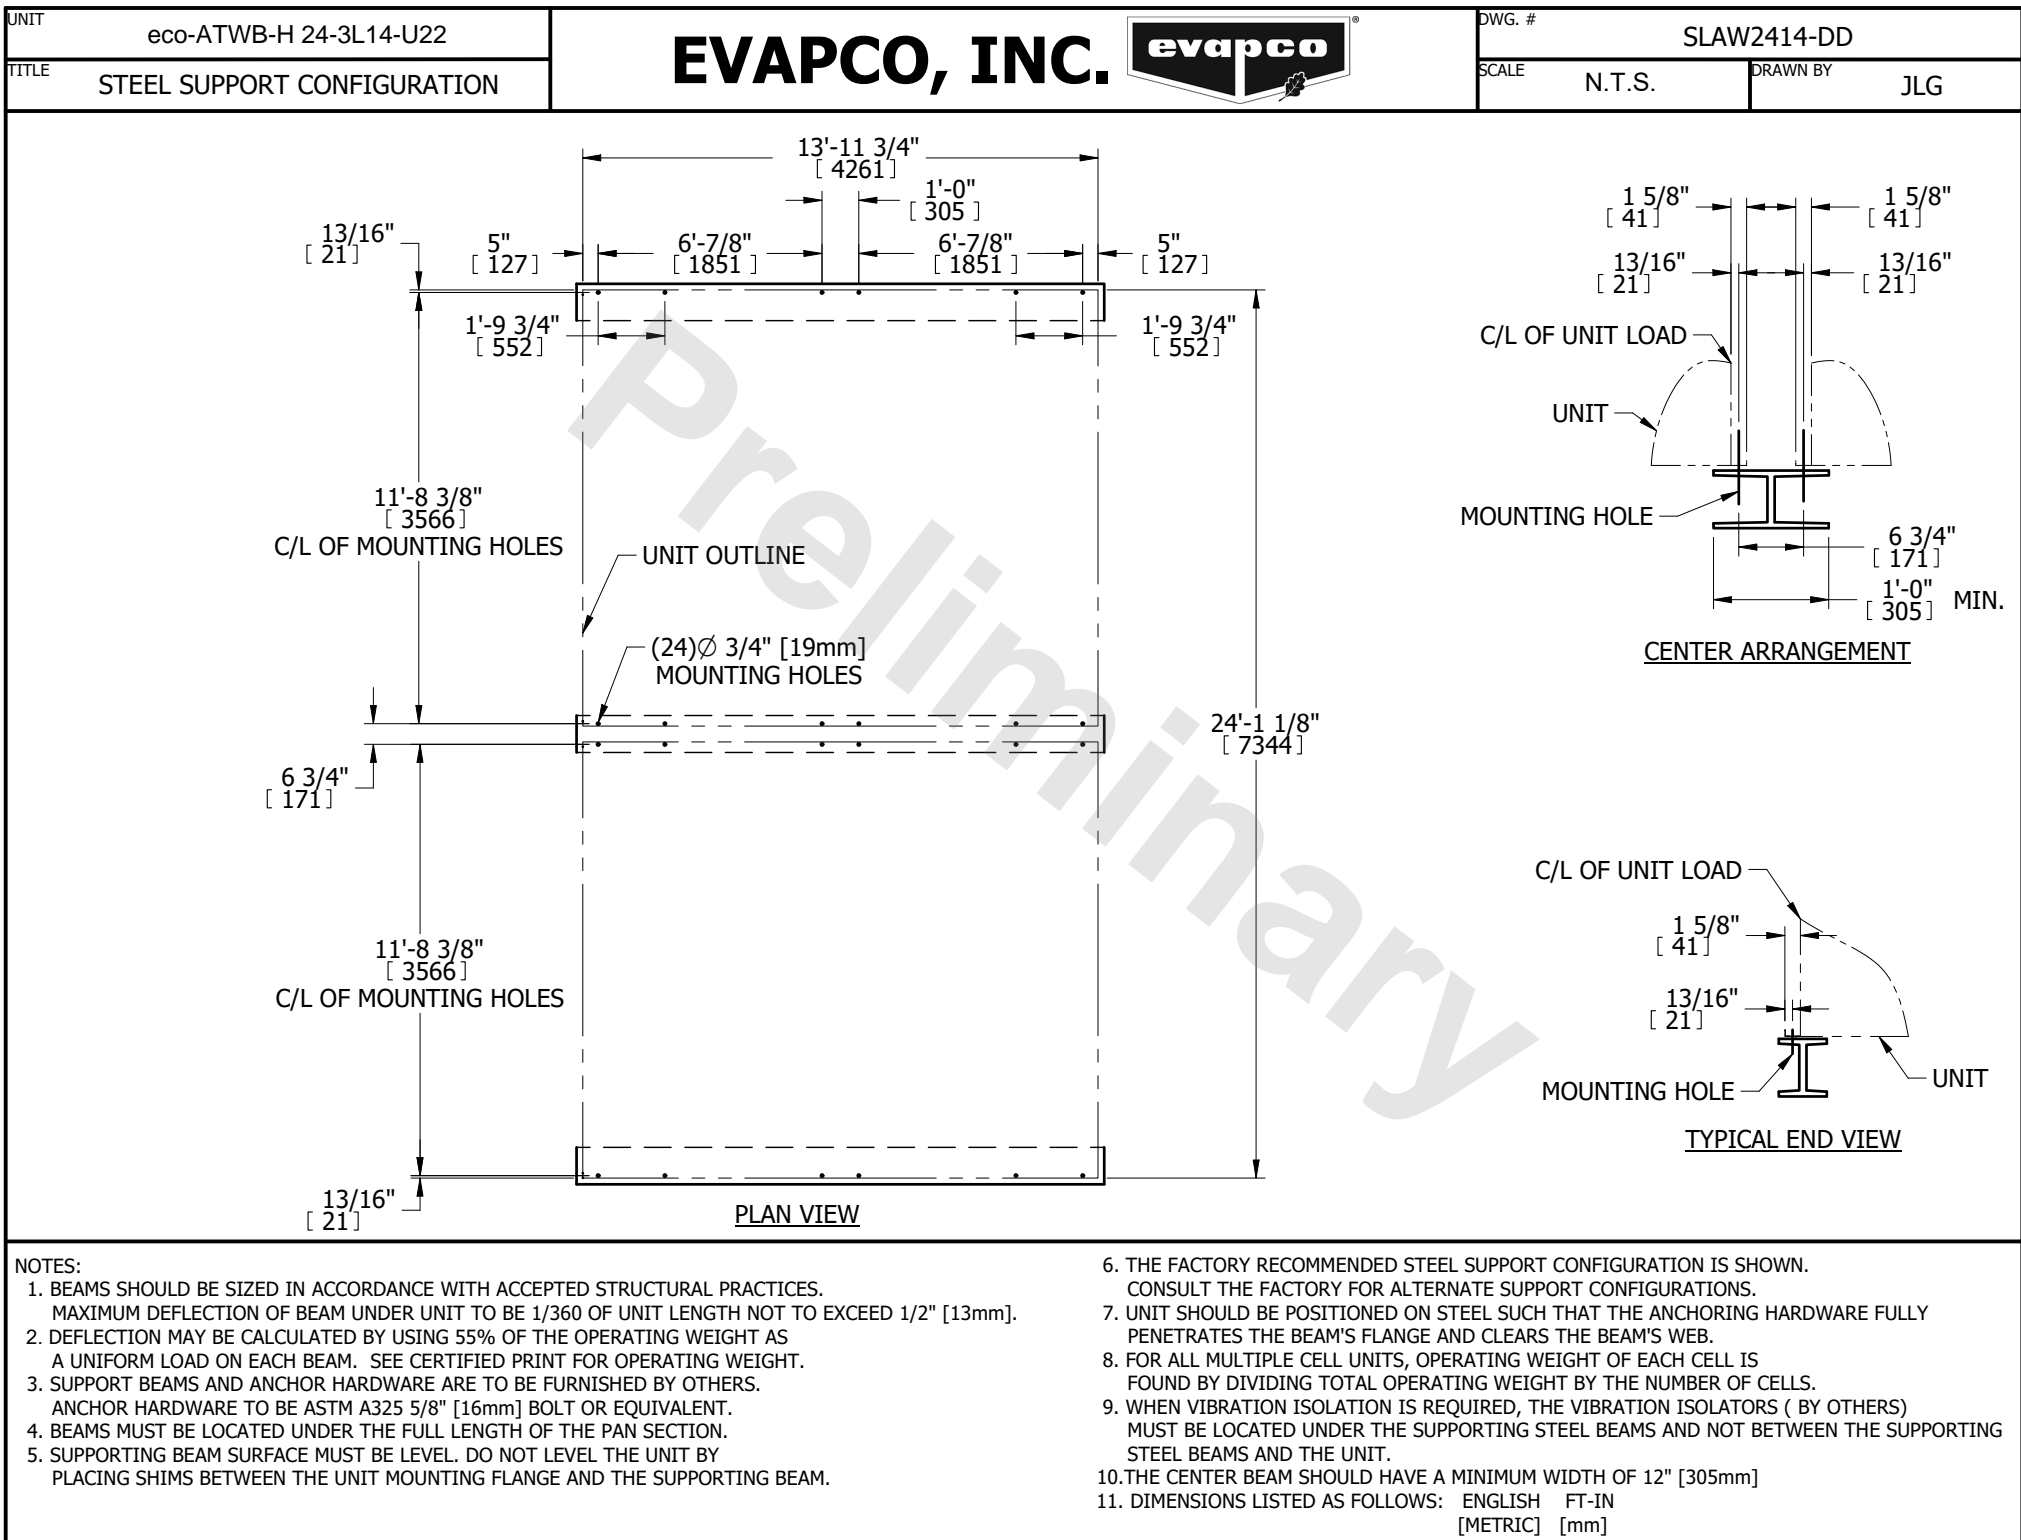 UNIT
eco-ATWB-H 24-3L14-U22
TITLE
STEEL SUPPORT CONFIGURATION
EVAPCO, INC.
evapco
®
DWG. #
SLAW2414-DD
SCALE
N.T.S.
DRAWN BY
JLG
13'-11 3/4"
[ 4261]
1'-0"
[ 305 ]
13/16"
[ 21]
5"
[ 127]
6'-7/8"
[ 1851 ]
6'-7/8"
[ 1851 ]
5"
[ 127]
1'-9 3/4"
[ 552]
1'-9 3/4"
[ 552]
11'-8 3/8"
[ 3566]
C/L OF MOUNTING HOLES
UNIT OUTLINE
(24)∅ 3/4" [19mm]
MOUNTING HOLES
24'-1 1/8"
[ 7344]
6 3/4"
[ 171]
11'-8 3/8"
[ 3566]
C/L OF MOUNTING HOLES
13/16"
[ 21]
PLAN VIEW
Preliminary
1 5/8"
[ 41]
1 5/8"
[ 41]
13/16"
[ 21]
13/16"
[ 21]
C/L OF UNIT LOAD
UNIT
MOUNTING HOLE
6 3/4"
[ 171]
1'-0"
[ 305] MIN.
CENTER ARRANGEMENT
C/L OF UNIT LOAD
1 5/8"
[ 41]
13/16"
[ 21]
MOUNTING HOLE
UNIT
TYPICAL END VIEW
NOTES:
1. BEAMS SHOULD BE SIZED IN ACCORDANCE WITH ACCEPTED STRUCTURAL PRACTICES.
MAXIMUM DEFLECTION OF BEAM UNDER UNIT TO BE 1/360 OF UNIT LENGTH NOT TO EXCEED 1/2" [13mm].
2. DEFLECTION MAY BE CALCULATED BY USING 55% OF THE OPERATING WEIGHT AS
A UNIFORM LOAD ON EACH BEAM. SEE CERTIFIED PRINT FOR OPERATING WEIGHT.
3. SUPPORT BEAMS AND ANCHOR HARDWARE ARE TO BE FURNISHED BY OTHERS.
ANCHOR HARDWARE TO BE ASTM A325 5/8" [16mm] BOLT OR EQUIVALENT.
4. BEAMS MUST BE LOCATED UNDER THE FULL LENGTH OF THE PAN SECTION.
5. SUPPORTING BEAM SURFACE MUST BE LEVEL. DO NOT LEVEL THE UNIT BY
PLACING SHIMS BETWEEN THE UNIT MOUNTING FLANGE AND THE SUPPORTING BEAM.
6. THE FACTORY RECOMMENDED STEEL SUPPORT CONFIGURATION IS SHOWN.
CONSULT THE FACTORY FOR ALTERNATE SUPPORT CONFIGURATIONS.
7. UNIT SHOULD BE POSITIONED ON STEEL SUCH THAT THE ANCHORING HARDWARE FULLY
PENETRATES THE BEAM'S FLANGE AND CLEARS THE BEAM'S WEB.
8. FOR ALL MULTIPLE CELL UNITS, OPERATING WEIGHT OF EACH CELL IS
FOUND BY DIVIDING TOTAL OPERATING WEIGHT BY THE NUMBER OF CELLS.
9. WHEN VIBRATION ISOLATION IS REQUIRED, THE VIBRATION ISOLATORS ( BY OTHERS)
MUST BE LOCATED UNDER THE SUPPORTING STEEL BEAMS AND NOT BETWEEN THE SUPPORTING
STEEL BEAMS AND THE UNIT.
10.THE CENTER BEAM SHOULD HAVE A MINIMUM WIDTH OF 12" [305mm]
11. DIMENSIONS LISTED AS FOLLOWS: ENGLISH FT-IN
[METRIC] [mm]